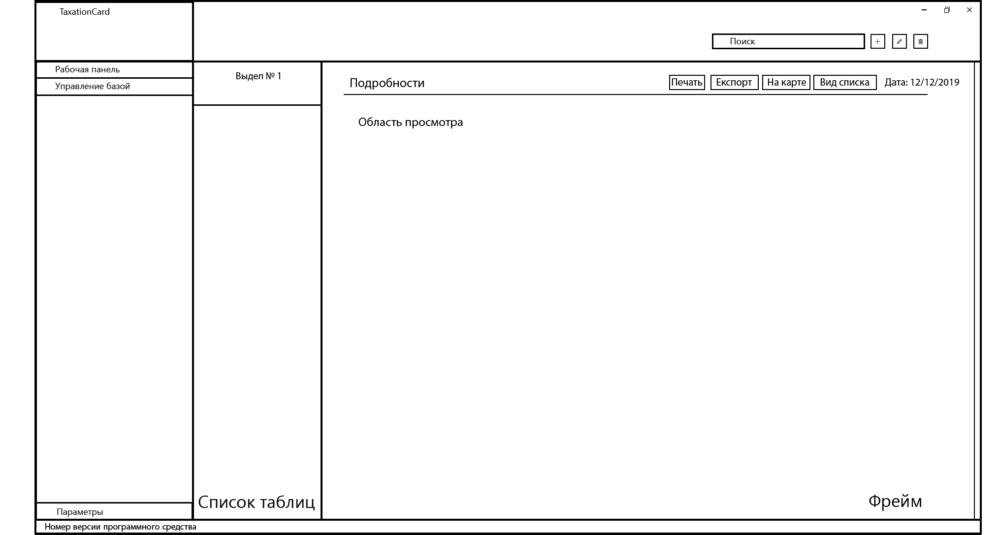 TaxationCard
Поиск
Рабочая панель
Управление базой
Выдел № 1
Подробности
Печать
Експорт
На карте
Вид списка
Дата: 12/12/2019
Область просмотра
Список таблиц
Фрейм
Параметры
Номер версии программного средства